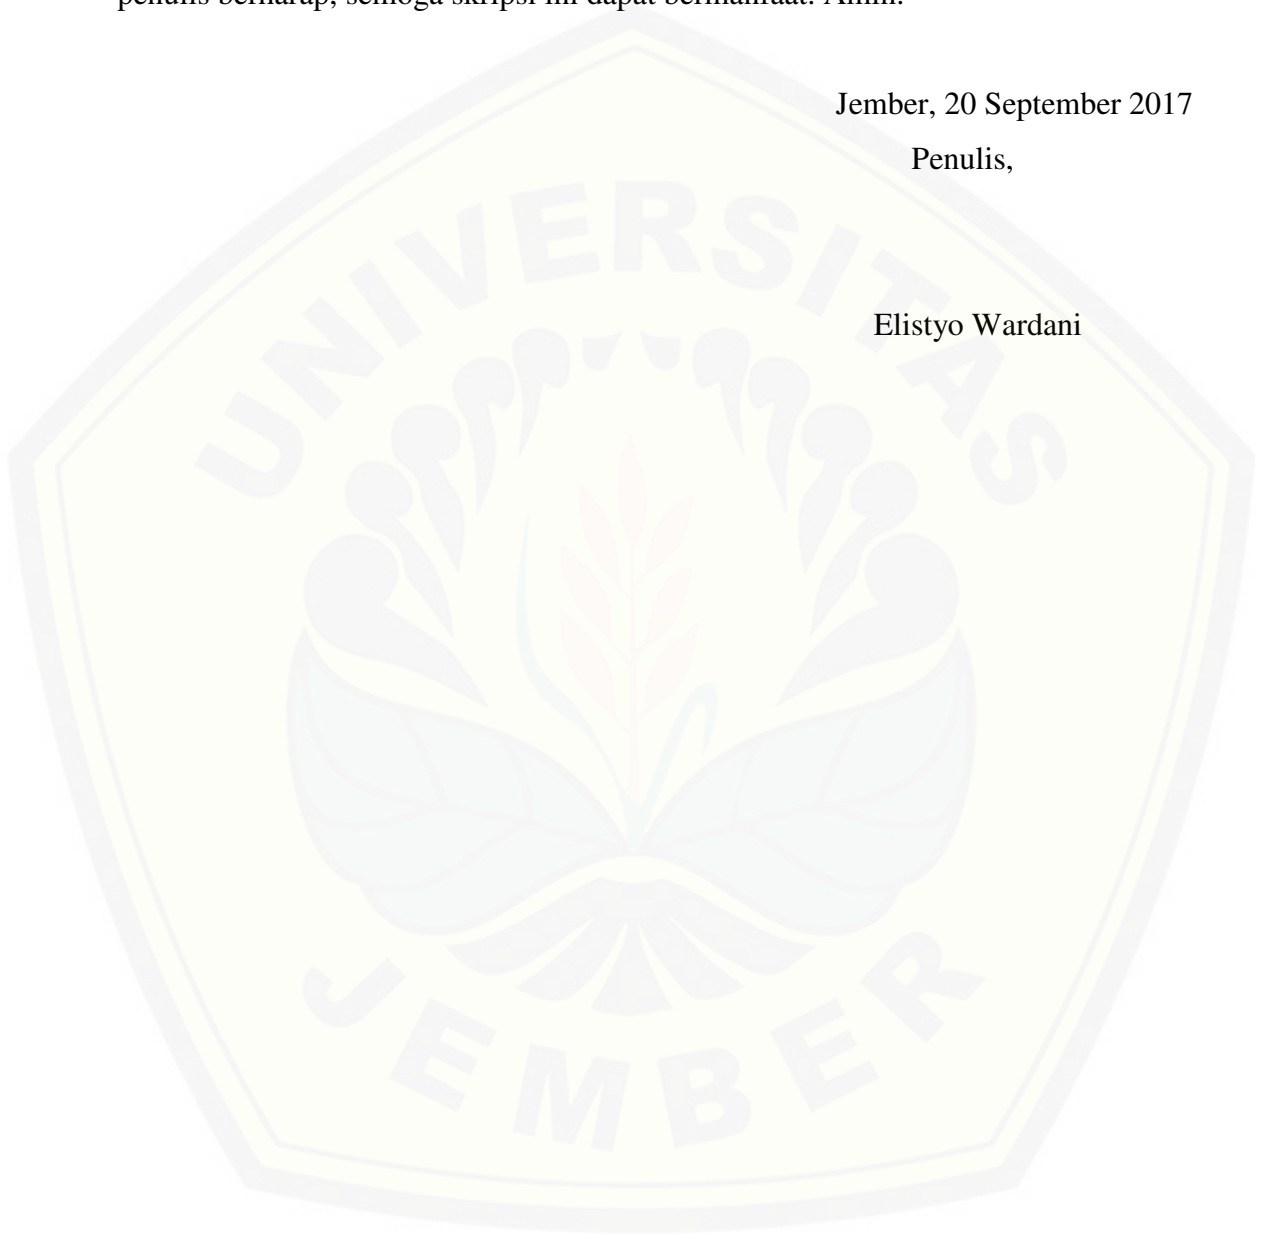 penulis berharap, semoga skripsi ini dapat bermanfaat. Amin.
Jember, 20 September 2017
Penulis,
Elistyo Wardani
UNIVERSITAS
JEMBER